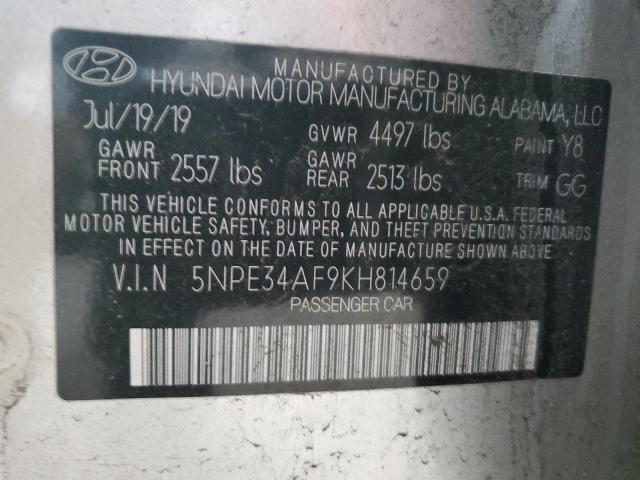 MANUFACTURED BY
HYUNDAI MOTOR MANUFACTURING ALABAMA, LLC
Jul/19/19 GVWR 4497 lbs PAINT Y8
GAWR FRONT 2557 lbs GAWR REAR 2513 lbs TRIM GG
THIS VEHICLE CONFORMS TO ALL APPLICABLE U.S.A. FEDERAL
MOTOR VEHICLE SAFETY, BUMPER, AND THEFT PREVENTION STANDARDS
IN EFFECT ON THE DATE OF MANUFACTURE SHOWN ABOVE.
V.I.N 5NPE34AF9KH814659
PASSENGER CAR